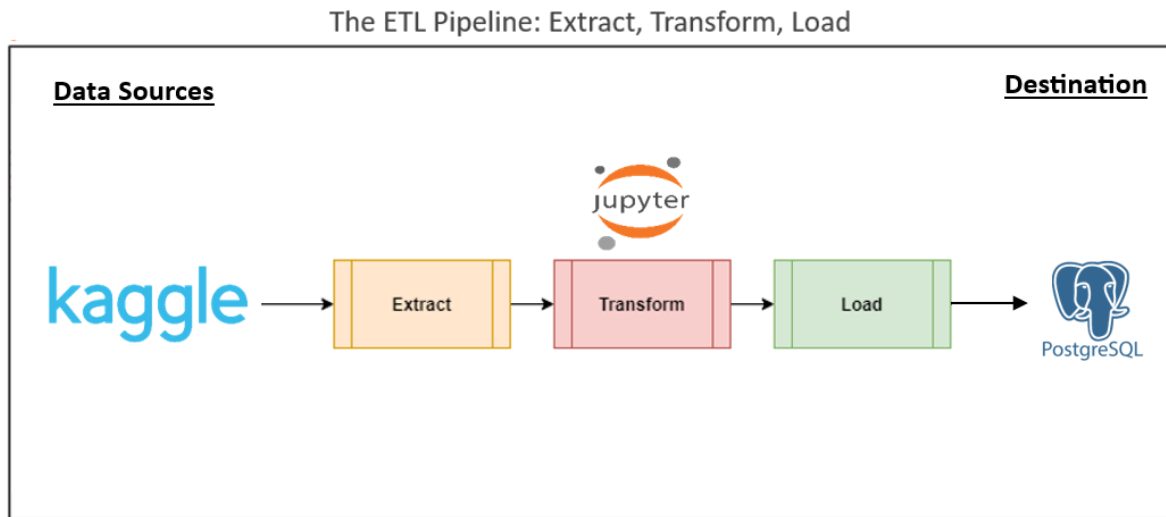 The ETL Pipeline: Extract, Transform, Load
Data Sources
Destination
jupyter
kaggle
Extract
Transform
Load
PostgreSQL